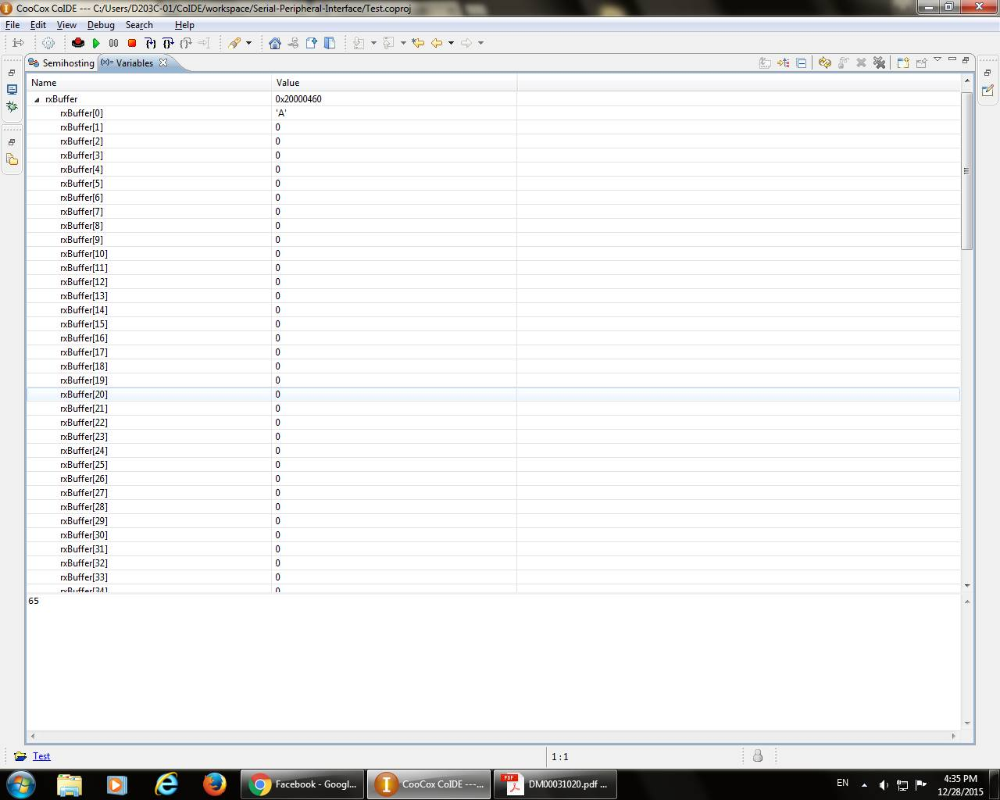 CooCox CoIDE --- C:/Users/D203C-01/CoIDE/workspace/Serial-Peripheral-Interface/Test.coproj
File Edit View Debug Search Help
Semihosting (x)= Variables
Name Value
rxBuffer 0x20000460
rxBuffer[0] 'A'
rxBuffer[1] 0
rxBuffer[2] 0
rxBuffer[3] 0
rxBuffer[4] 0
rxBuffer[5] 0
rxBuffer[6] 0
rxBuffer[7] 0
rxBuffer[8] 0
rxBuffer[9] 0
rxBuffer[10] 0
rxBuffer[11] 0
rxBuffer[12] 0
rxBuffer[13] 0
rxBuffer[14] 0
rxBuffer[15] 0
rxBuffer[16] 0
rxBuffer[17] 0
rxBuffer[18] 0
rxBuffer[19] 0
rxBuffer[20] 0
rxBuffer[21] 0
rxBuffer[22] 0
rxBuffer[23] 0
rxBuffer[24] 0
rxBuffer[25] 0
rxBuffer[26] 0
rxBuffer[27] 0
rxBuffer[28] 0
rxBuffer[29] 0
rxBuffer[30] 0
rxBuffer[31] 0
rxBuffer[32] 0
rxBuffer[33] 0
rxBuffer[34] 0
65
Test 1 : 1
Facebook - Googl... CooCox CoIDE ---... DM00031020.pdf ... EN 4:35 PM
12/28/2015